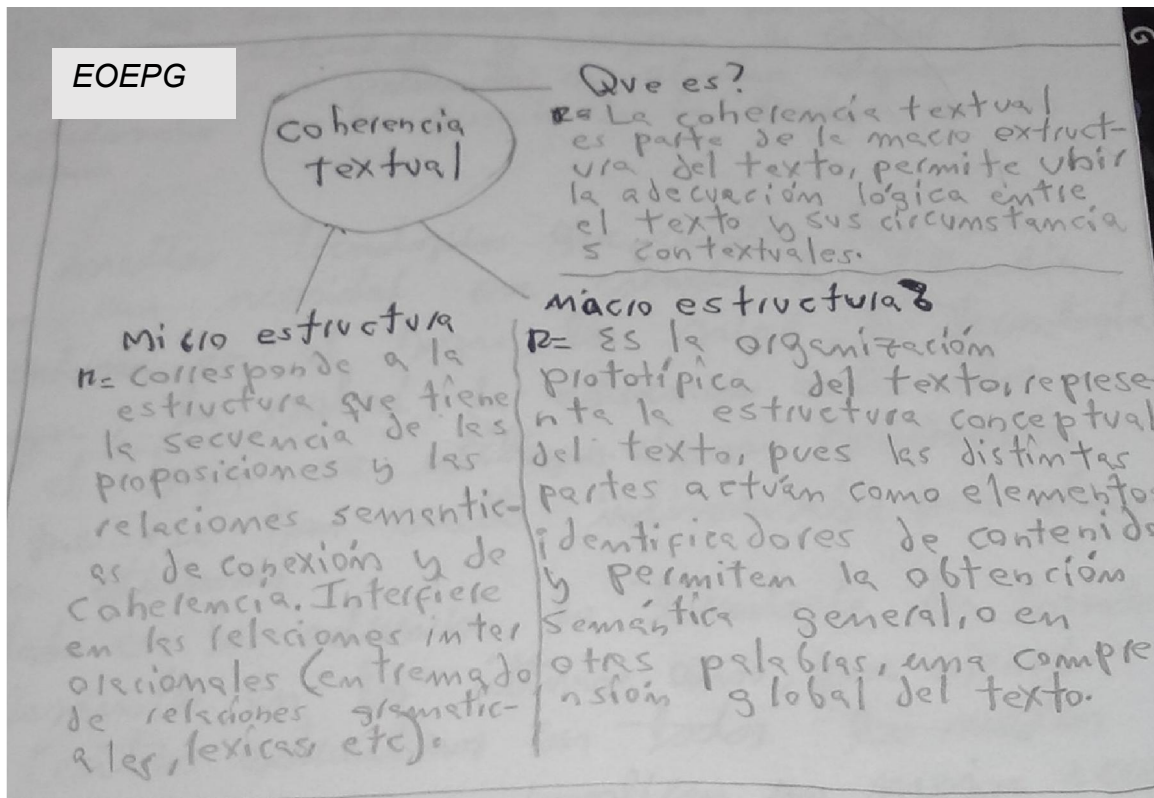 EOEPG
coherencia
textual
Que es?
R= La coherencia textual
es parte de la macro extruct-
ura del texto, permite ubir
la adecuación lógica entre
el texto y sus circunstancia
s contextuales.
Micro estructura
R= corresponde a la
estructura que tiene
la secuencia de las
proposiciones y las
relaciones semantic-
as de conexión y de
coherencia. Interfiere
en las relaciones inter
oracionales (entremado
de relaciones gramatic-
ales, lexicas, etc).
Macro estructura?
R= Es la organización
prototípica del texto, represe
nta la estructura conceptual
del texto, pues las distintas
partes actúan como elemento
identificadores de contenido
y permiten la obtención
semántica general, o en
otras palabras, una compre
nsión global del texto.